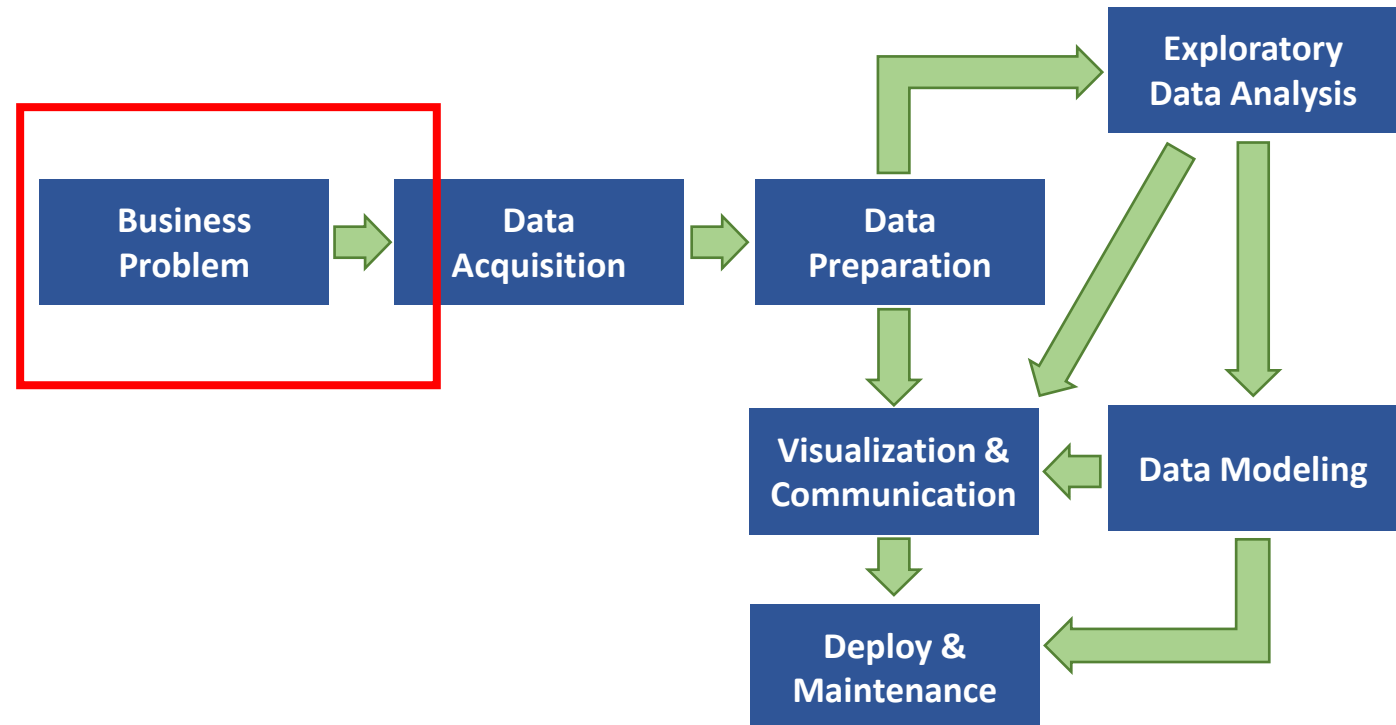 Exploratory
Data Analysis
Business
Problem
Data
Acquisition
Data
Preparation
Visualization &
Communication
Data Modeling
Deploy &
Maintenance